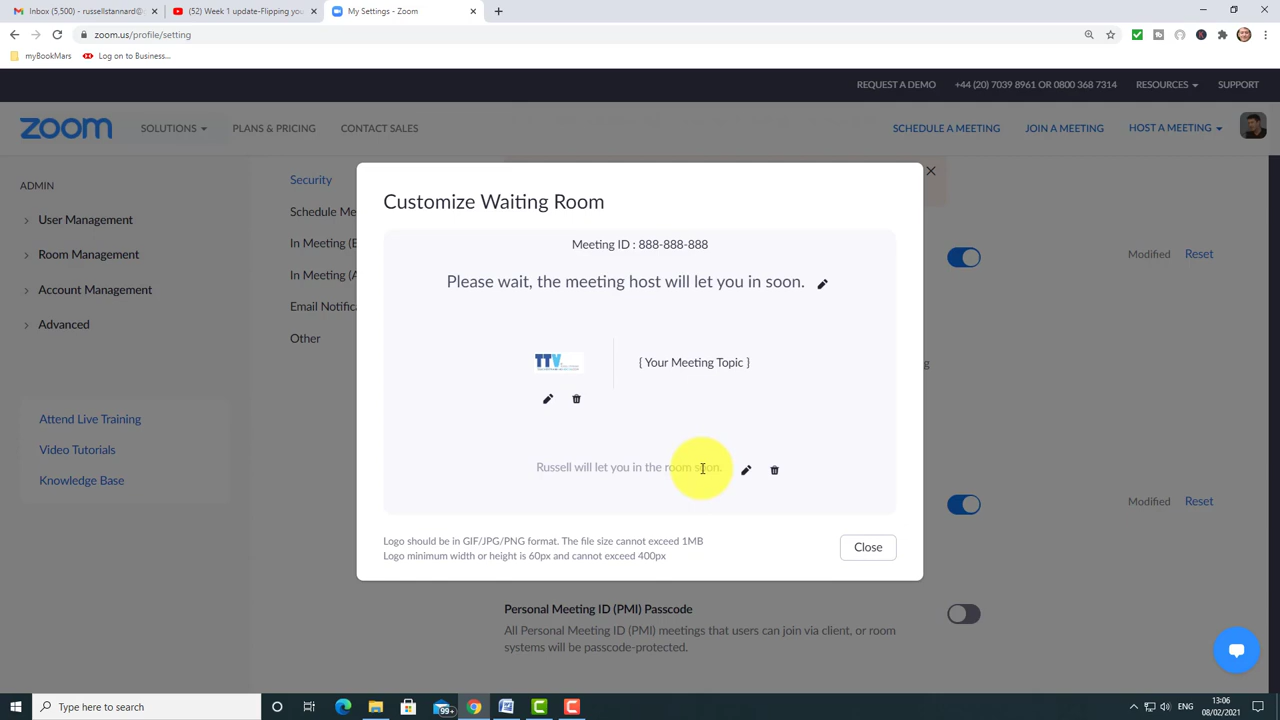 Inbox (5,500) - russellstannard@
(52) Week 1 update-Flipping you
My Settings - Zoom
zoom.us/profile/setting
myBookMars
Log on to Business...
REQUEST A DEMO
+44 (20) 7039 8961 OR 0800 368 7314
RESOURCES
SUPPORT
zoom
SOLUTIONS
PLANS & PRICING
CONTACT SALES
SCHEDULE A MEETING
JOIN A MEETING
HOST A MEETING
ADMIN
User Management
Room Management
Account Management
Advanced
Attend Live Training
Video Tutorials
Knowledge Base
Security
Schedule Me
In Meeting (B
In Meeting (A
Email Notifica
Other
Customize Waiting Room
Meeting ID : 888-888-888
Please wait, the meeting host will let you in soon.
TTV
{ Your Meeting Topic }
Russell will let you in the room soon.
Logo should be in GIF/JPG/PNG format. The file size cannot exceed 1MB
Logo minimum width or height is 60px and cannot exceed 400px
Close
Modified
Reset
ng
Modified
Reset
Personal Meeting ID (PMI) Passcode
All Personal Meeting ID (PMI) meetings that users can join via client, or room
systems will be passcode-protected.
Type here to search
99+
ENG
13:06
08/02/2021